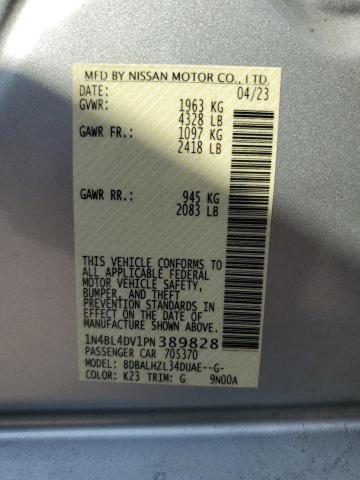 MFD BY NISSAN MOTOR CO., LTD.
DATE: 04/23
GVWR: 1963 KG
4328 LB
GAWR FR.: 1097 KG
2418 LB
GAWR RR.: 945 KG
2083 LB
THIS VEHICLE CONFORMS TO
ALL APPLICABLE FEDERAL
MOTOR VEHICLE SAFETY,
BUMPER, AND THEFT
PREVENTION STANDARDS IN
EFFECT ON THE DATE OF
MANUFACTURE SHOWN ABOVE.
1N4BL4DV1PN389828
PASSENGER CAR 705370
MODEL: BDBALHZL34DUAE--G-
COLOR: K23 TRIM: G 9N00A